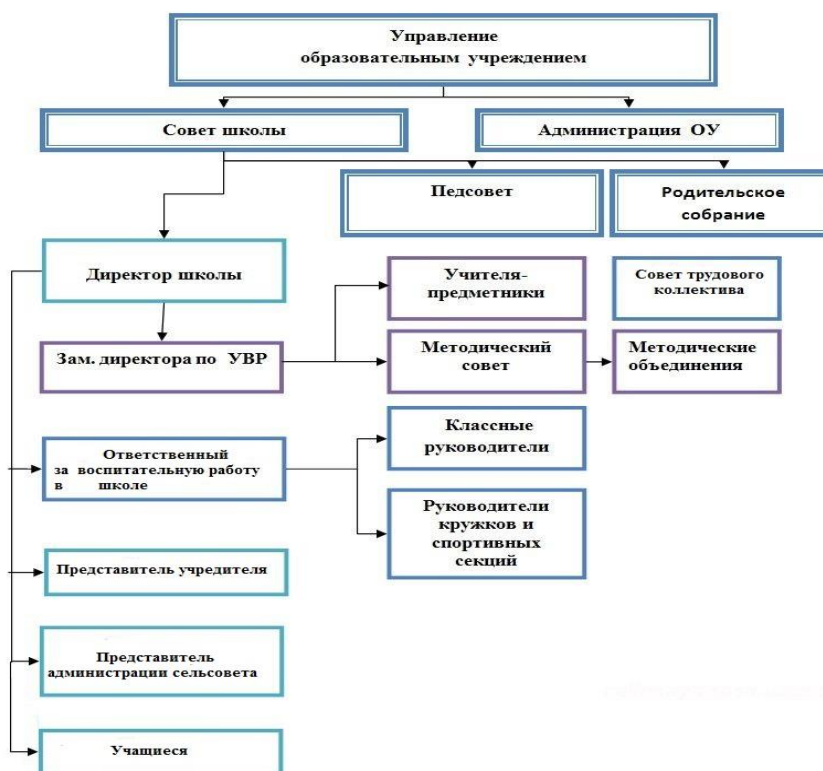 Управление
образовательным учреждением
Совет школы
Администрация ОУ
Педсовет
Родительское
собрание
Директор школы
Учителя-
предметники
Совет трудового
коллектива
Зам. директора по УВР
Методический
совет
Методические
объединения
Ответственный
за воспитательную работу
в школе
Классные
руководители
Руководители
кружков и
спортивных
секций
Представитель учредителя
Представитель
администрации сельсовета
Учащиеся